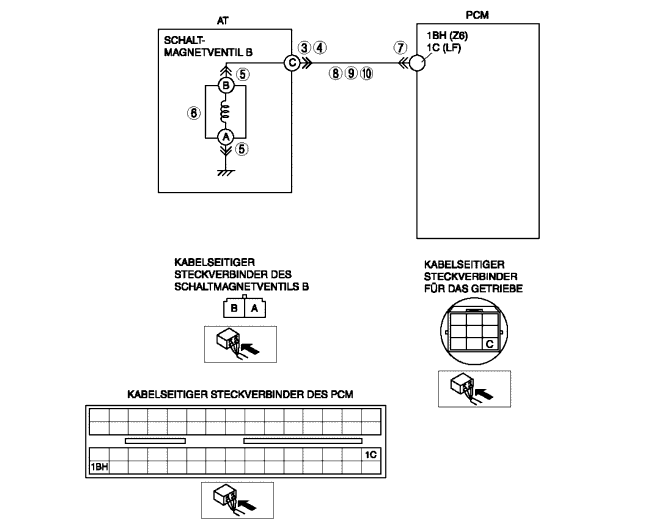 AT
PCM
SCHALT-
MAGNETVENTIL B
1BH (Z6)
1C (LF)
③ ④
⑦
C
⑤
B
⑧ ⑨ ⑩
⑥
A
⑤
KABELSEITIGER
STECKVERBINDER DES
SCHALTMAGNETVENTILS B
B A
KABELSEITIGER
STECKVERBINDER
FÜR DAS GETRIEBE
C
KABELSEITIGER STECKVERBINDER DES PCM
1C
1BH